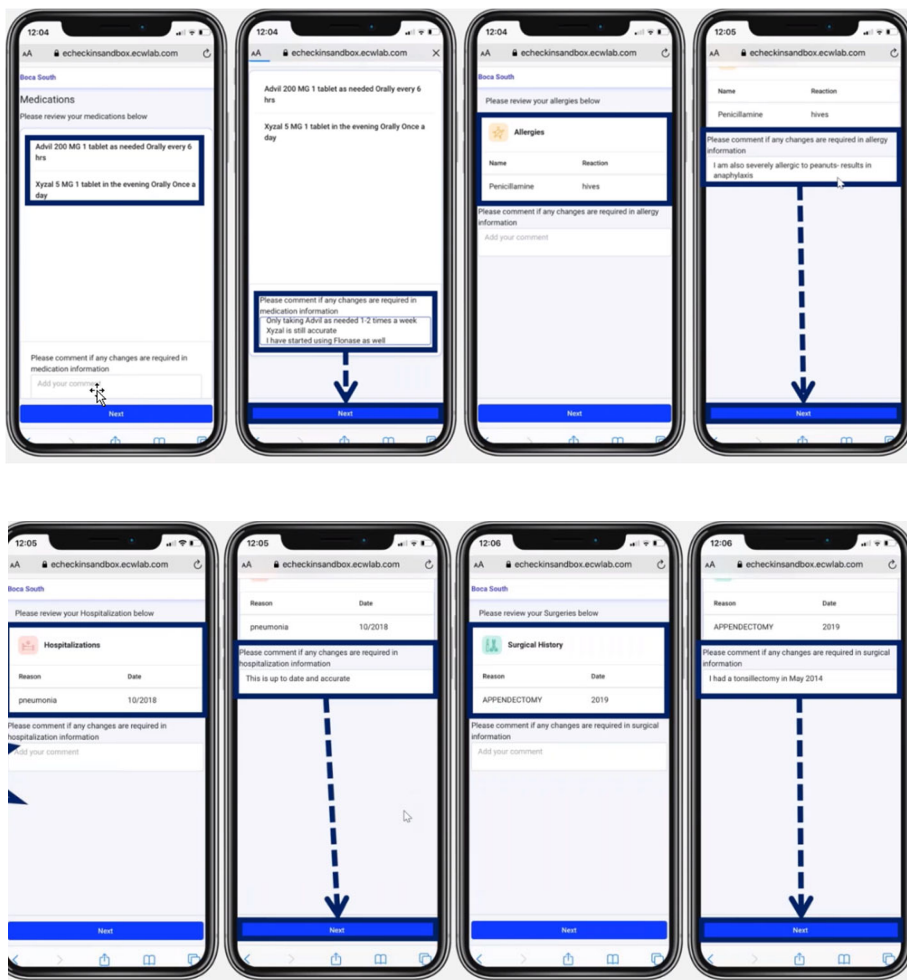 12:04
AA echeckinsandbox.ecwlab.com
Boca South
Medications
Please review your medications below
Advil 200 MG 1 tablet as needed Orally every 6
hrs
Xyzal 5 MG 1 tablet in the evening Orally Once a
day
Please comment if any changes are required in
medication information
Add your comment
Next
12:04
AA echeckinsandbox.ecwlab.com
Advil 200 MG 1 tablet as needed Orally every 6
hrs
Xyzal 5 MG 1 tablet in the evening Orally Once a
day
Please comment if any changes are required in
medication information
Only taking Advil as needed 1-2 times a week
Xyzal is still accurate
I have started using Flonase as well
Next
12:04
AA echeckinsandbox.ecwlab.com
Boca South
Please review your allergies below
Allergies
Name Reaction
Penicillamine hives
Please comment if any changes are required in allergy
information
Add your comment
Next
12:05
AA echeckinsandbox.ecwlab.com
Name Reaction
Penicillamine hives
Please comment if any changes are required in allergy
information
I am also severely allergic to peanuts- results in
anaphylaxis
Next
12:05
AA echeckinsandbox.ecwlab.com
Boca South
Please review your Hospitalization below
Hospitalizations
Reason Date
pneumonia 10/2018
Please comment if any changes are required in
hospitalization information
Add your comment
Next
12:05
AA echeckinsandbox.ecwlab.com
Reason Date
pneumonia 10/2018
Please comment if any changes are required in
hospitalization information
This is up to date and accurate
Next
12:06
AA echeckinsandbox.ecwlab.com
Boca South
Please review your Surgeries below
Surgical History
Reason Date
APPENDECTOMY 2019
Please comment if any changes are required in surgical
information
Add your comment
Next
12:06
AA echeckinsandbox.ecwlab.com
Reason Date
APPENDECTOMY 2019
Please comment if any changes are required in surgical
information
I had a tonsillectomy in May 2014
Next